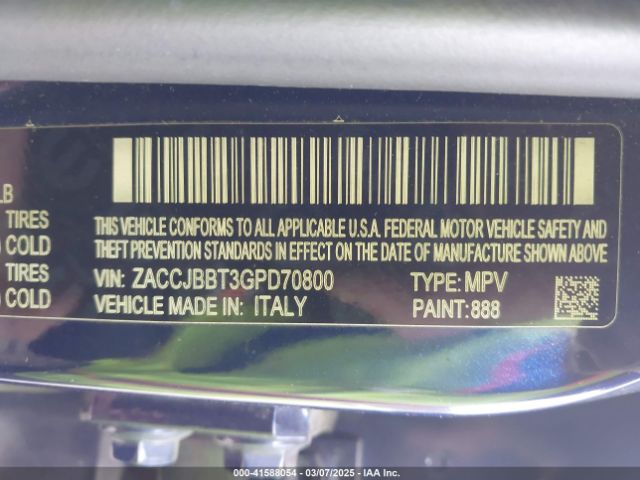 LB
TIRES
COLD
TIRES
COLD
THIS VEHICLE CONFORMS TO ALL APPLICABLE U.S.A. FEDERAL MOTOR VEHICLE SAFETY AND
THEFT PREVENTION STANDARDS IN EFFECT ON THE DATE OF MANUFACTURE SHOWN ABOVE
VIN: ZACCJBBT3GPD70800 TYPE: MPV
VEHICLE MADE IN: ITALY PAINT:888
000-41588054 — 03/07/2025 — IAA Inc.